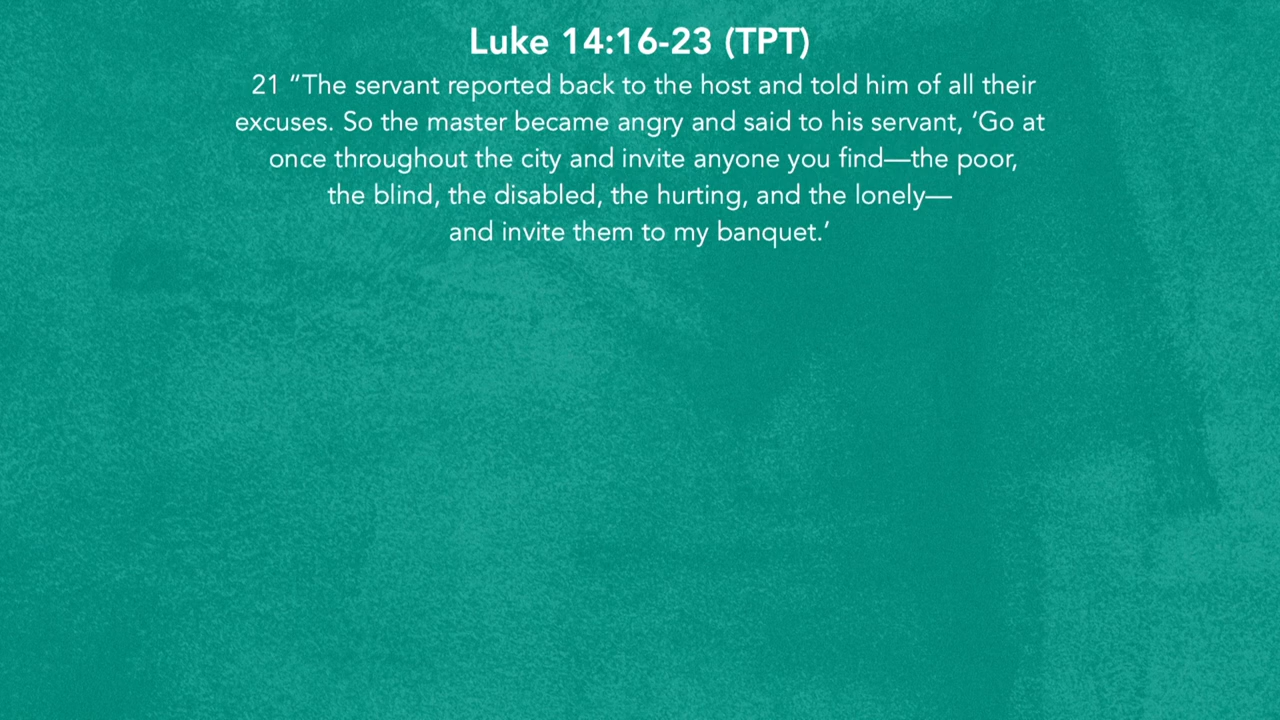 Luke 14:16-23 (TPT)
21 “The servant reported back to the host and told him of all their
excuses. So the master became angry and said to his servant, ‘Go at
once throughout the city and invite anyone you find—the poor,
the blind, the disabled, the hurting, and the lonely—
and invite them to my banquet.’